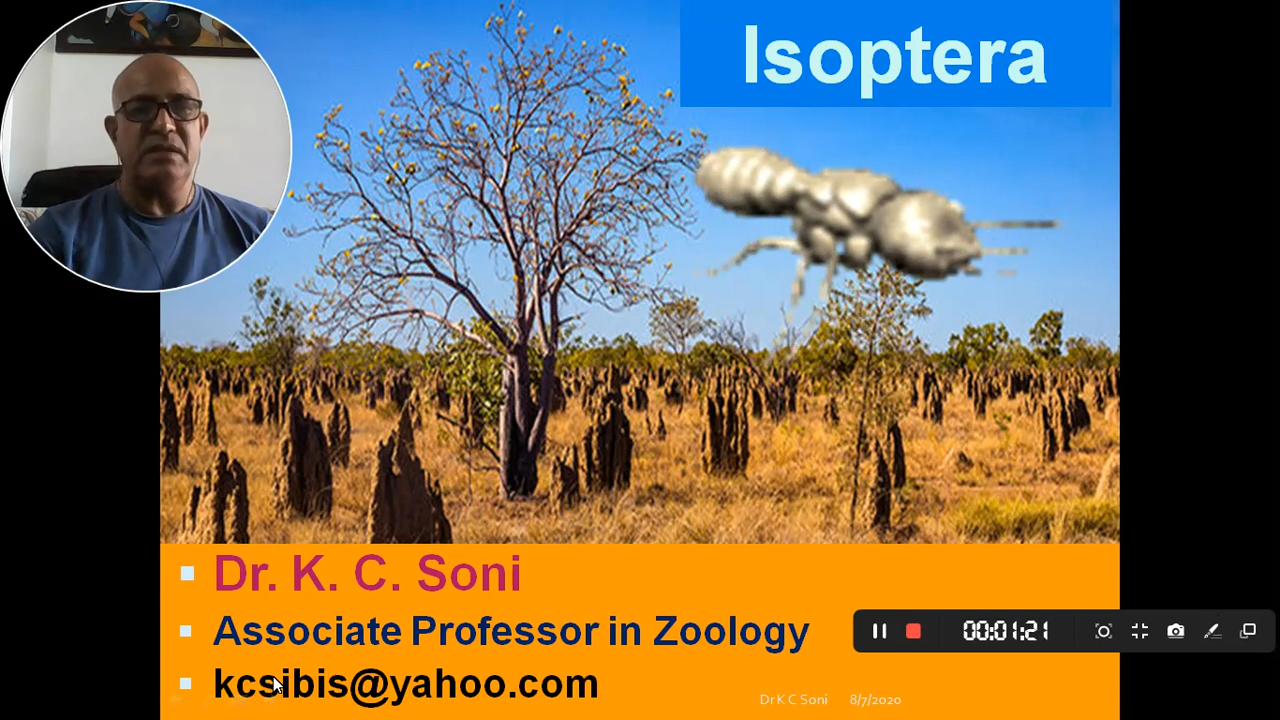 Isoptera
Dr. K. C. Soni
Associate Professor in Zoology
00:01:21
kcsibis@yahoo.com
Dr K C Soni 8/7/2020